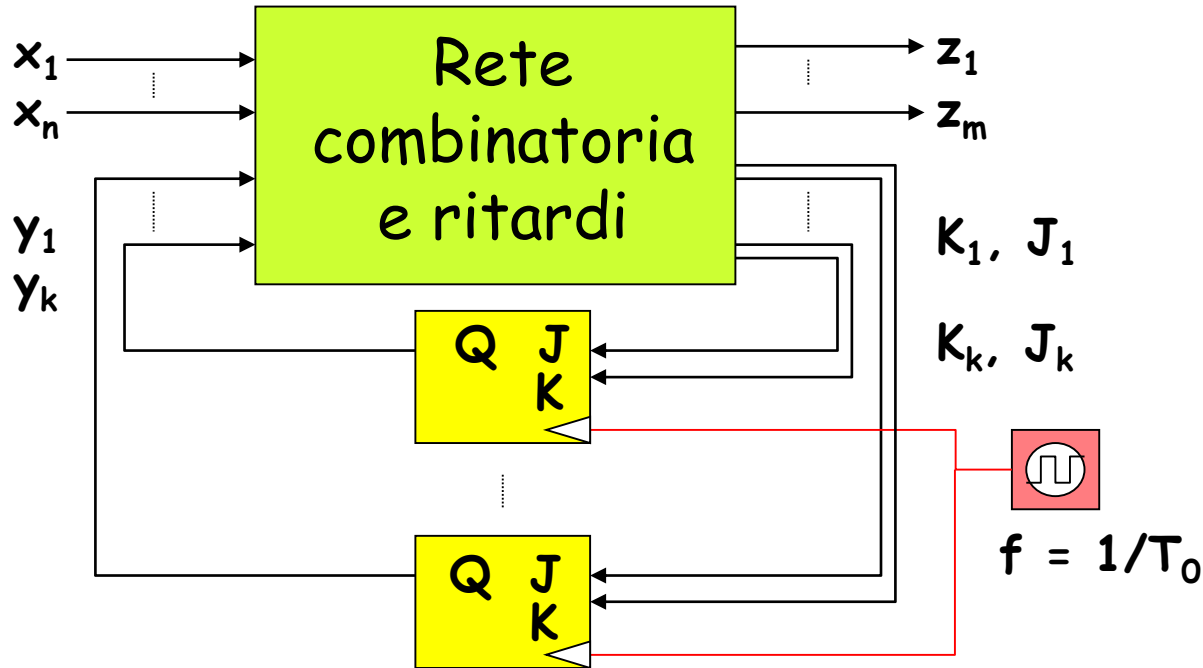 x₁
xₙ
y₁
yₖ
Rete
combinatoria
e ritardi
z₁
zₘ
K₁, J₁
Kₖ, Jₖ
Q J
K
Q J
K
f = 1/T₀